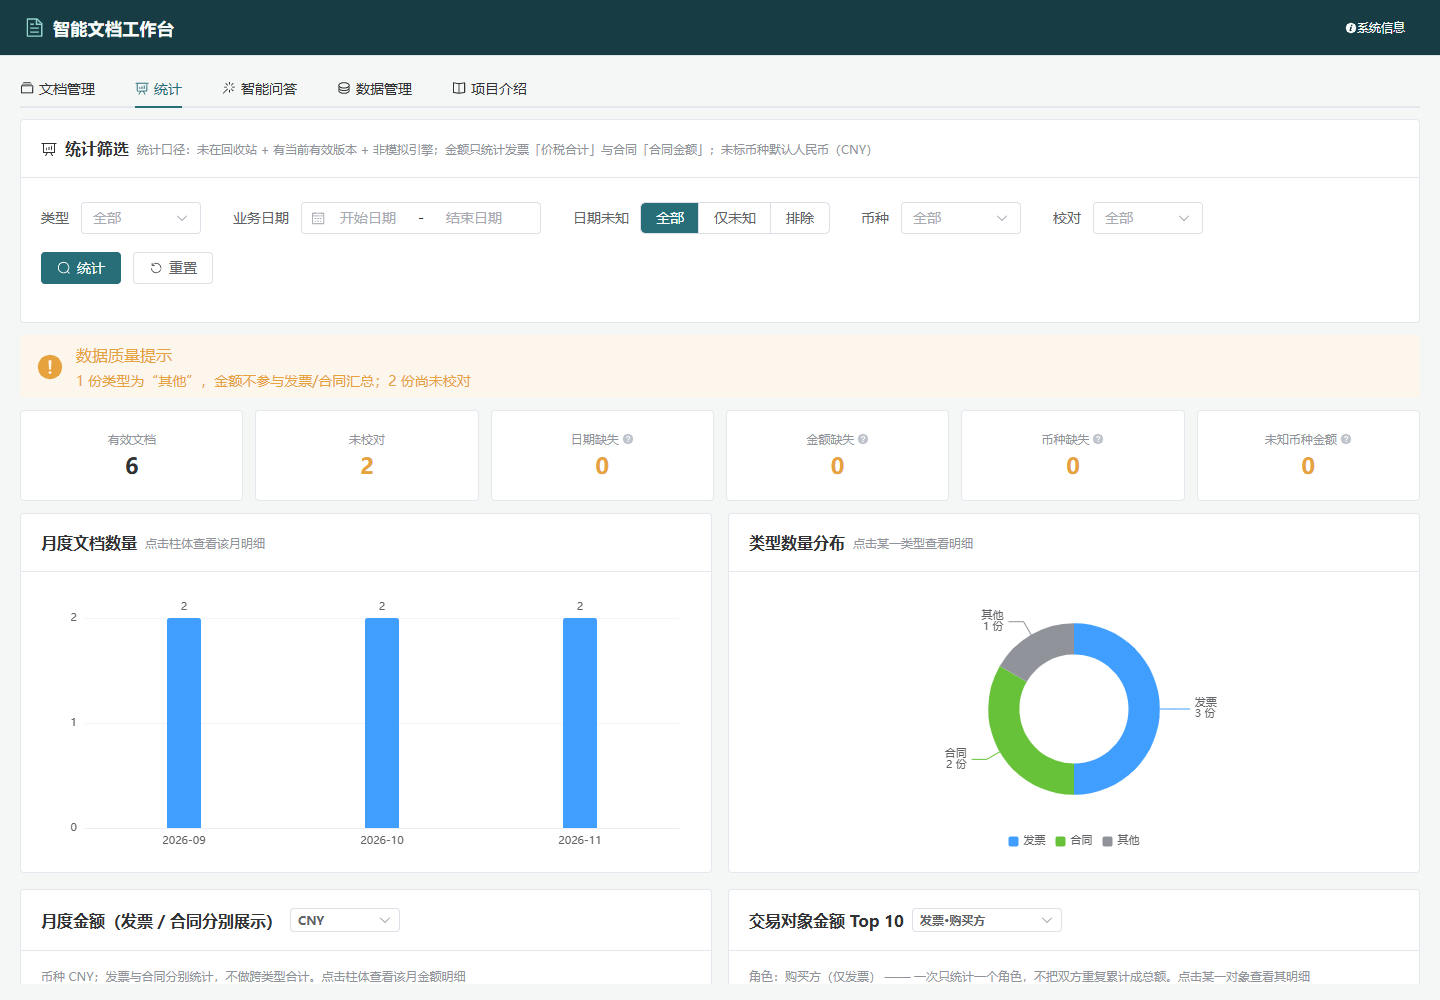 智能文档工作台
系统信息
文档管理
统计
智能问答
数据管理
项目介绍
统计筛选 统计口径：未在回收站 + 有当前有效版本 + 非模拟引擎；金额只统计发票「价税合计」与合同「合同金额」；未标币种默认人民币（CNY）
类型 全部 业务日期 开始日期 - 结束日期 日期未知 全部 仅未知 排除 币种 全部 校对 全部
统计 重置
数据质量提示
1 份类型为“其他”，金额不参与发票/合同汇总；2 份尚未校对
有效文档
6
未校对
2
日期缺失
0
金额缺失
0
币种缺失
0
未知币种金额
0
月度文档数量 点击柱体查看该月明细
2 2 2
2
1
0
2026-09 2026-10 2026-11
类型数量分布 点击某一类型查看明细
其他
1 份
发票
3 份
合同
2 份
发票 合同 其他
月度金额（发票 / 合同分别展示） CNY
币种 CNY；发票与合同分别统计，不做跨类型合计。点击柱体查看该月金额明细
交易对象金额 Top 10 发票·购买方
角色：购买方（仅发票） —— 一次只统计一个角色，不把双方重复累计成总额。点击某一对象查看其明细